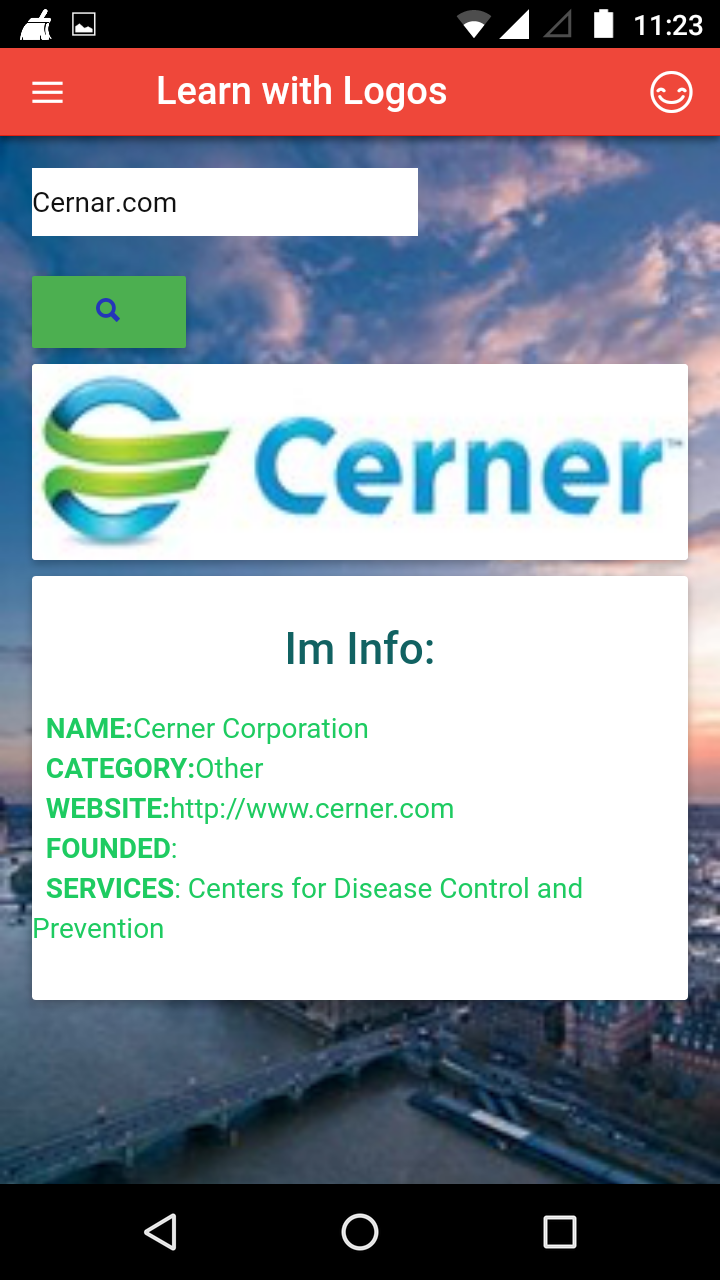 11:23
Learn with Logos
Cernar.com
Cerner™
Im Info:
NAME:Cerner Corporation
CATEGORY:Other
WEBSITE:http://www.cerner.com
FOUNDED:
SERVICES: Centers for Disease Control and
Prevention